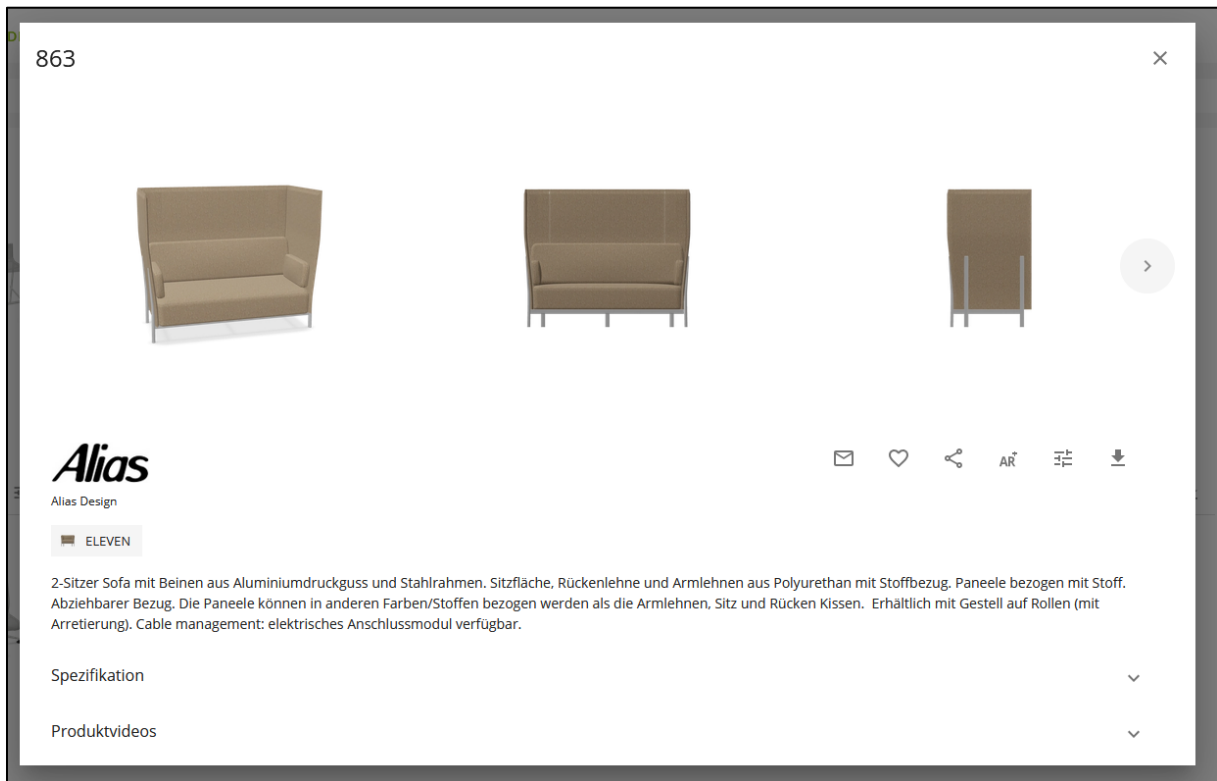 863
Alias
Alias Design
ELEVEN
2-Sitzer Sofa mit Beinen aus Aluminiumdruckguss und Stahlrahmen. Sitzfläche, Rückenlehne und Armlehnen aus Polyurethan mit Stoffbezug. Paneele bezogen mit Stoff.
Abziehbarer Bezug. Die Paneele können in anderen Farben/Stoffen bezogen werden als die Armlehnen, Sitz und Rücken Kissen.  Erhältlich mit Gestell auf Rollen (mit
Arretierung). Cable management: elektrisches Anschlussmodul verfügbar.
AR
Spezifikation
Produktvideos